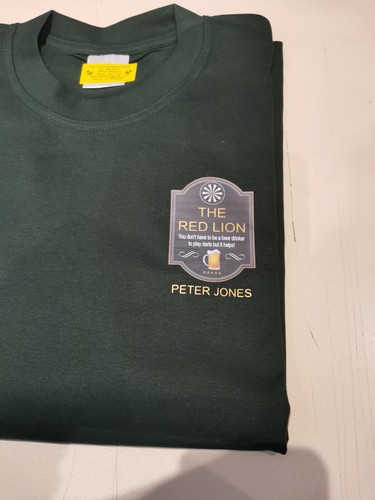 THE
RED LION
You don't have to be a beer drinker
to play darts but it helps!
PETER JONES